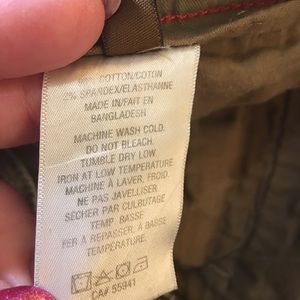 COTTON/COTON
2% SPANDEX/ELASTHANNE
MADE IN/FAIT EN
BANGLADESH
MACHINE WASH COLD.
DO NOT BLEACH.
TUMBLE DRY LOW.
IRON AT LOW TEMPERATURE
MACHINE À LAVER, FROID.
NE PAS JAVELLISER
SÉCHER PAR CULBUTAGE
TEMP. BASSE
FER À REPASSER, À BASSE
TEMPÉRATURE.
CA# 55941